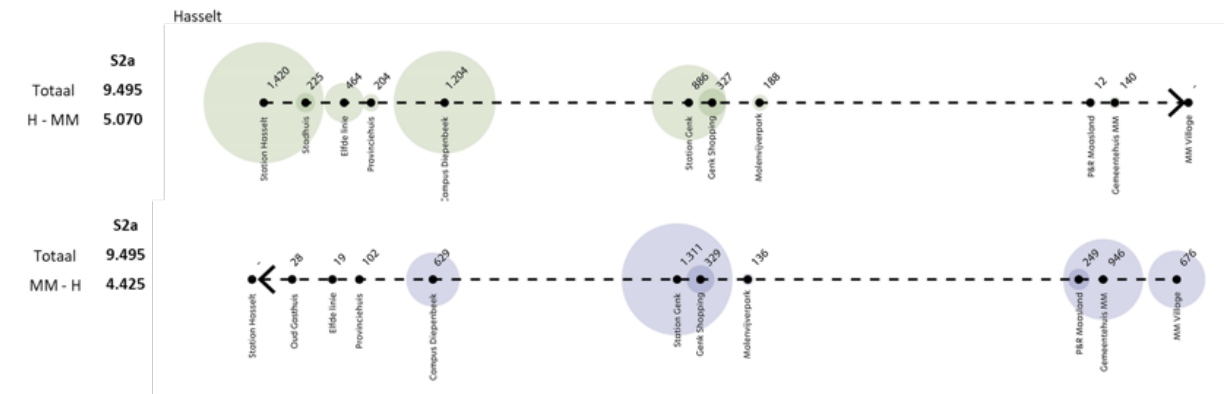 Hasselt
S2a
Totaal 9.495
H - MM 5.070
1.420 225 464 204 1.204 886 327 188 12 140 -
Station Hasselt
Stadhuis
Elfde linie
Provinciehuis
Campus Diepenbeek
Station Genk
Genk Shopping
Molenvijverpark
P&R Maasland
Gemeentehuis MM
MM Village
S2a
Totaal 9.495
MM - H 4.425
- 28 19 102 629 1.311 329 136 249 946 676
Station Hasselt
Oud Gasthuis
Elfde linie
Provinciehuis
Campus Diepenbeek
Station Genk
Genk Shopping
Molenvijverpark
P&R Maasland
Gemeentehuis MM
MM Village